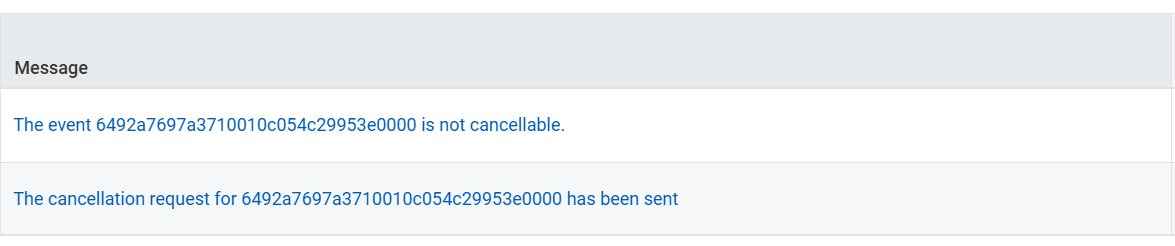 Message
The event 6492a7697a3710010c054c29953e0000 is not cancellable.
The cancellation request for 6492a7697a3710010c054c29953e0000 has been sent